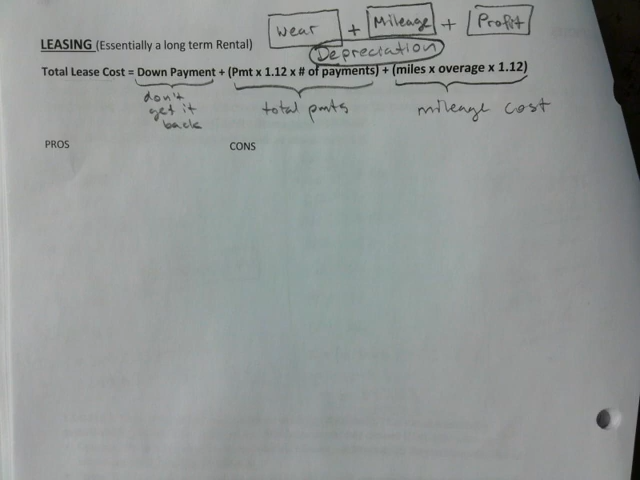 Wear + Mileage + Profit
LEASING (Essentially a long term Rental)
Depreciation
Total Lease Cost = Down Payment + (Pmt x 1.12 x # of payments) + (miles x overage x 1.12)
don't
get it
back
total pmts
mileage cost
PROS
CONS